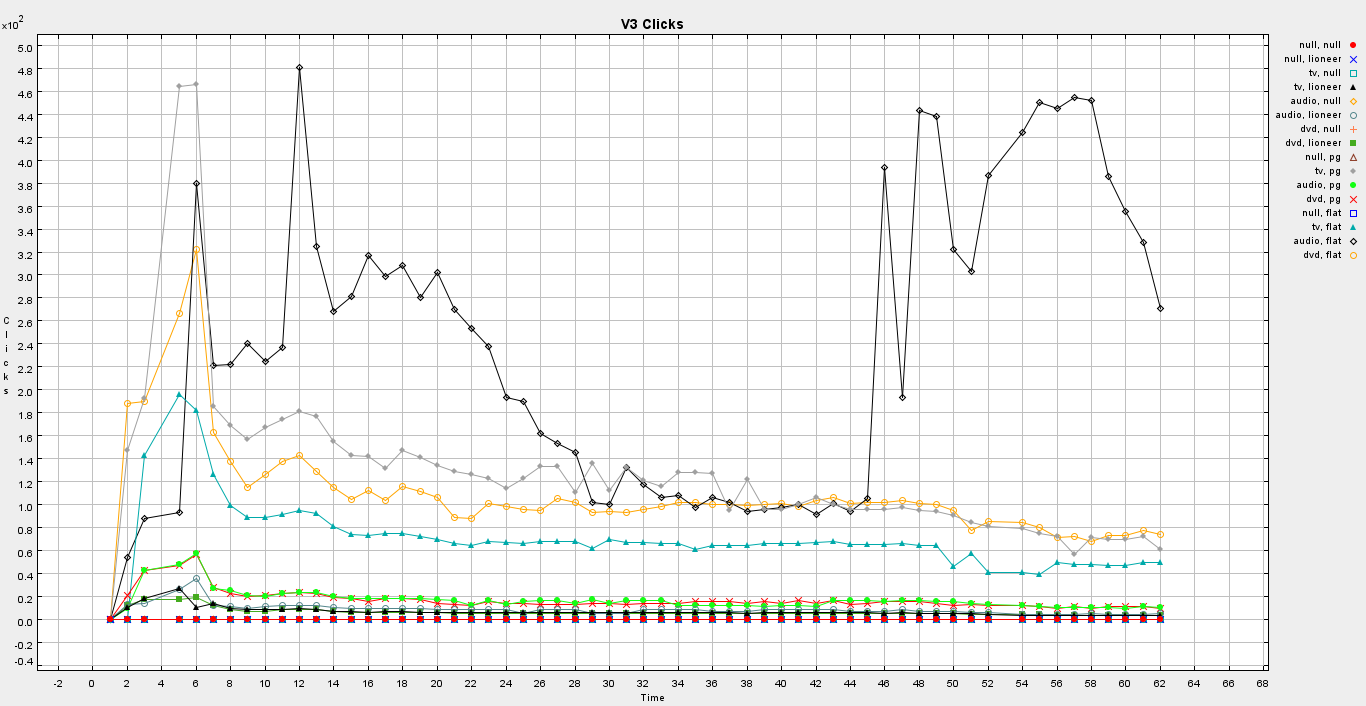 V3 Clicks
x10²
5.0
4.8
4.6
4.4
4.2
4.0
3.8
3.6
3.4
3.2
3.0
2.8
2.6
2.4
2.2
2.0
1.8
1.6
1.4
1.2
1.0
0.8
0.6
0.4
0.2
0.0
-0.2
-0.4
Clicks
-2 0 2 4 6 8 10 12 14 16 18 20 22 24 26 28 30 32 34 36 38 40 42 44 46 48 50 52 54 56 58 60 62 64 66 68
Time
null, null
null, lioneer
tv, null
tv, lioneer
audio, null
audio, lioneer
dvd, null
dvd, lioneer
null, pg
tv, pg
audio, pg
dvd, pg
null, flat
tv, flat
audio, flat
dvd, flat